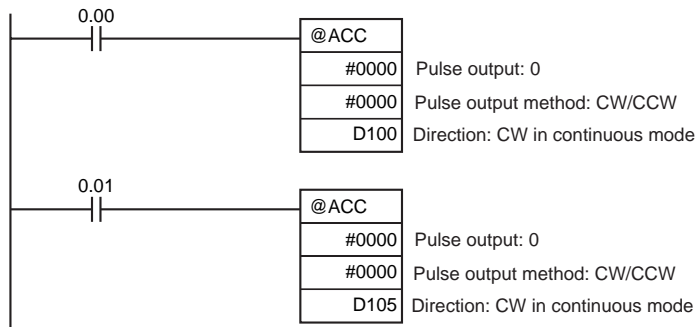 0.00
@ACC
#0000 Pulse output: 0
#0000 Pulse output method: CW/CCW
D100 Direction: CW in continuous mode
0.01
@ACC
#0000 Pulse output: 0
#0000 Pulse output method: CW/CCW
D105 Direction: CW in continuous mode